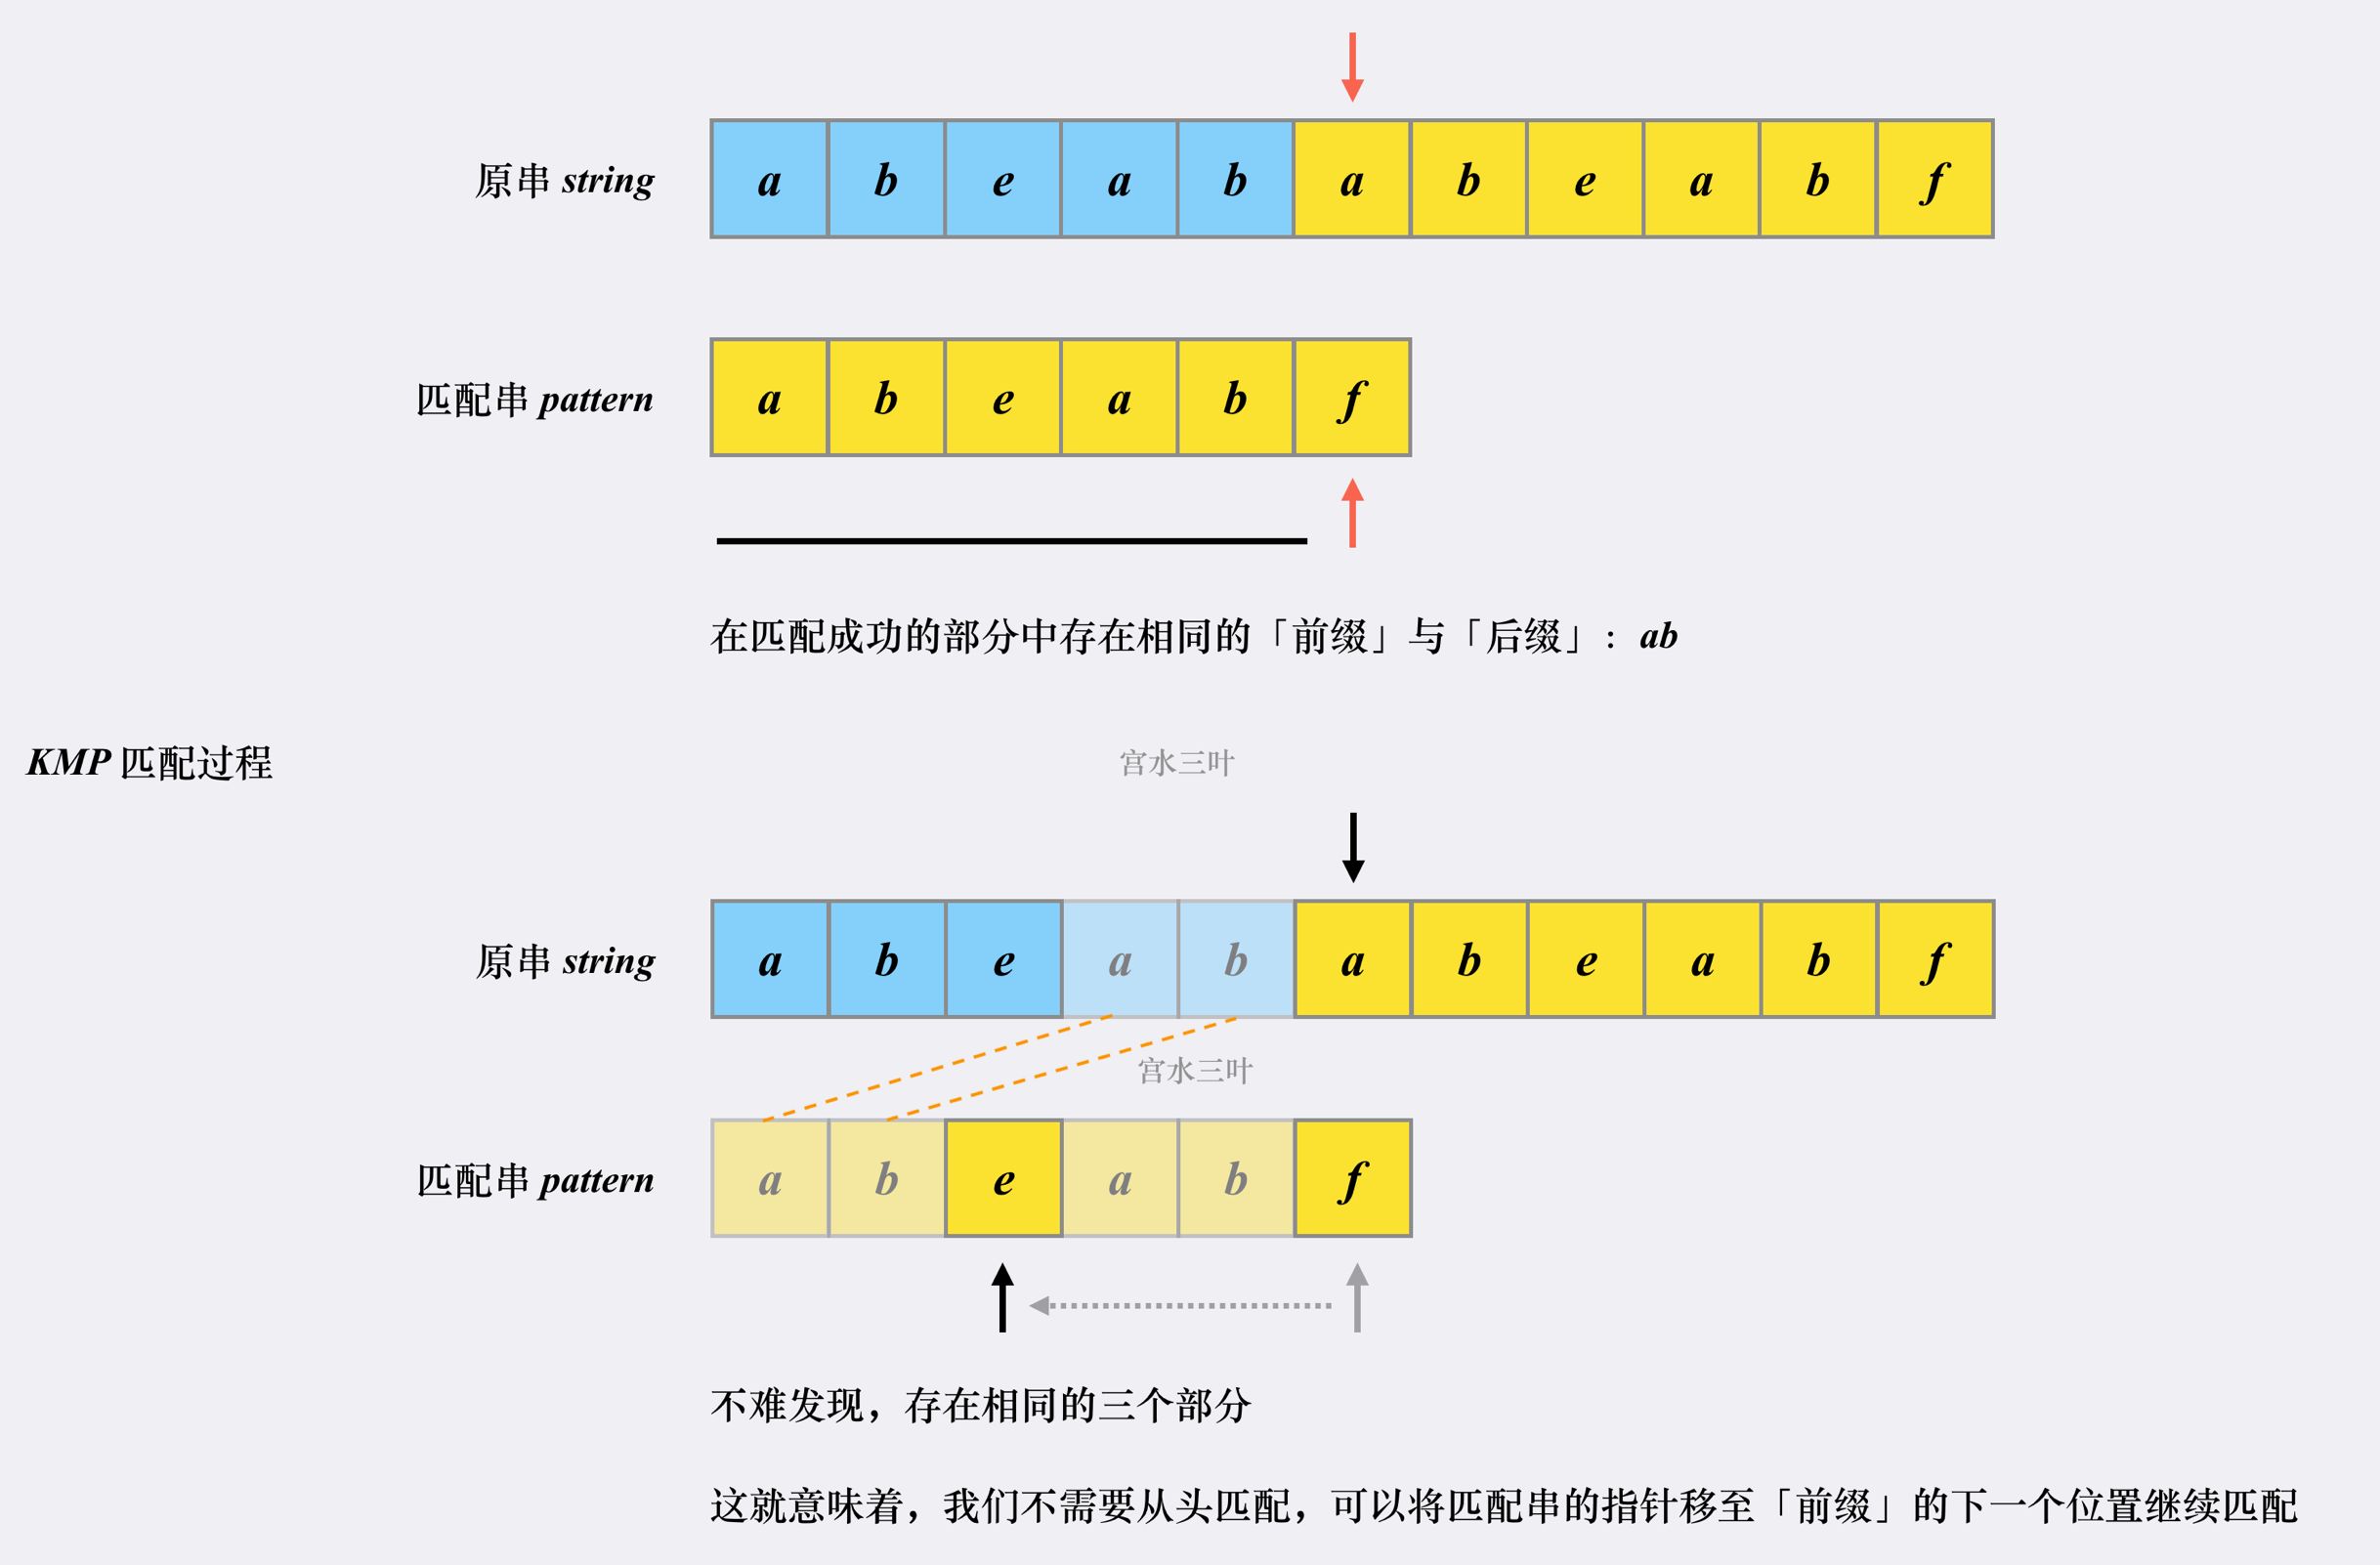 原串 string a b e a b a b e a b f
匹配串 pattern a b e a b f
在匹配成功的部分中存在相同的「前缀」与「后缀」：ab
KMP 匹配过程
宫水三叶
原串 string a b e a b a b e a b f
宫水三叶
匹配串 pattern a b e a b f
不难发现，存在相同的三个部分
这就意味着，我们不需要从头匹配，可以将匹配串的指针移至「前缀」的下一个位置继续匹配